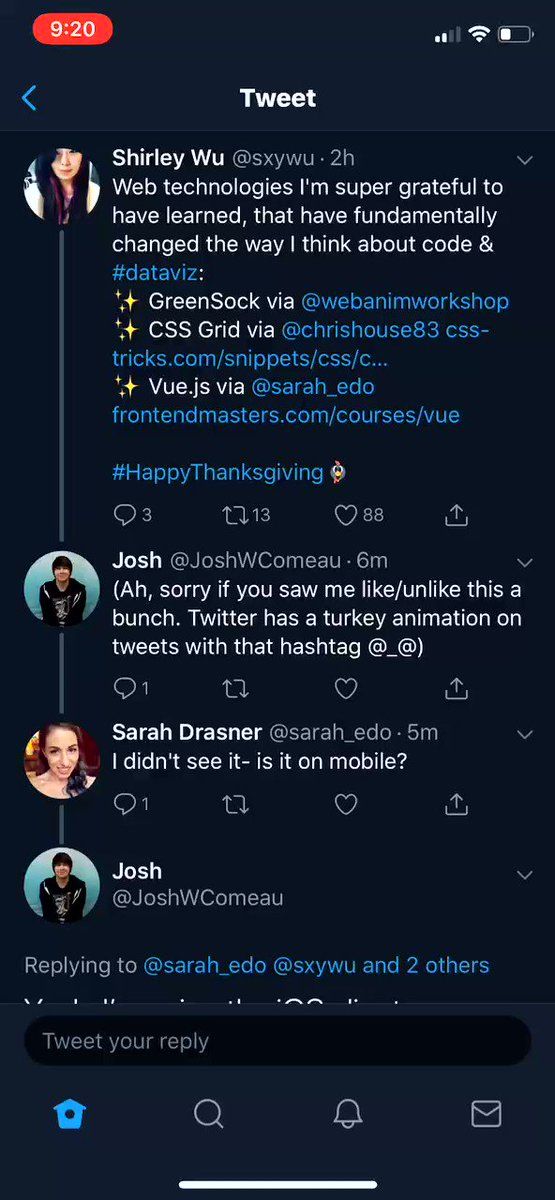 9:20
Tweet
Shirley Wu @sxywu · 2h
Web technologies I'm super grateful to
have learned, that have fundamentally
changed the way I think about code &
#dataviz:
✨ GreenSock via @webanimworkshop
✨ CSS Grid via @chrishouse83 css-
tricks.com/snippets/css/c...
✨ Vue.js via @sarah_edo
frontendmasters.com/courses/vue
#HappyThanksgiving
3 13 88
Josh @JoshWComeau · 6m
(Ah, sorry if you saw me like/unlike this a
bunch. Twitter has a turkey animation on
tweets with that hashtag @_@)
1
Sarah Drasner @sarah_edo · 5m
I didn't see it- is it on mobile?
1
Josh
@JoshWComeau
Replying to @sarah_edo @sxywu and 2 others
Tweet your reply